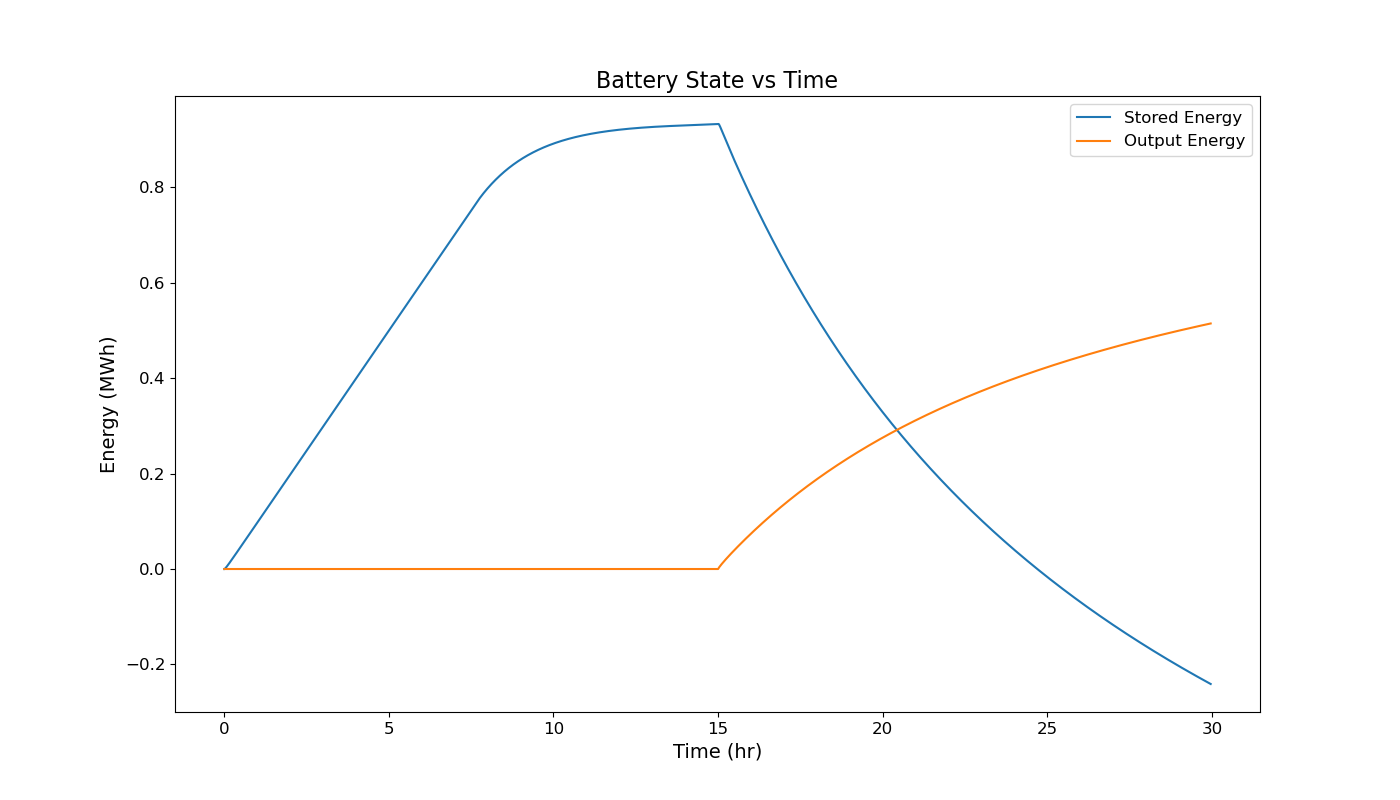 Battery State vs Time
Stored Energy
Output Energy
Energy (MWh)
0.8
0.6
0.4
0.2
0.0
−0.2
0 5 10 15 20 25 30
Time (hr)